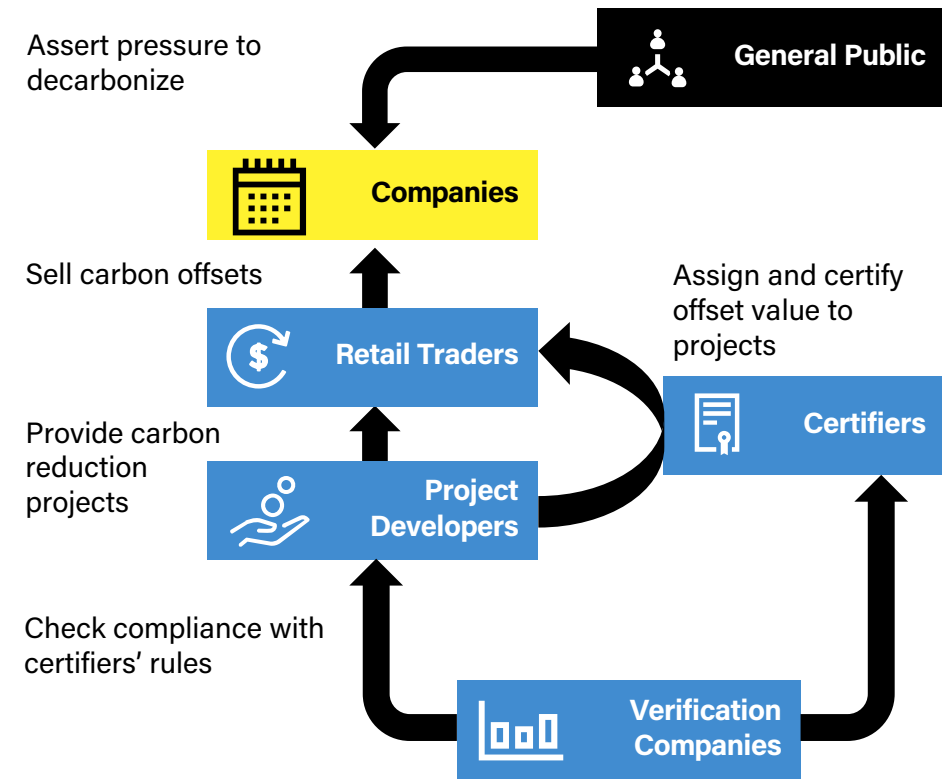 Assert pressure to
decarbonize
General Public
Companies
Sell carbon offsets
Assign and certify
offset value to
projects
$
Retail Traders
Certifiers
Provide carbon
reduction
projects
Project
Developers
Check compliance with
certifiers’ rules
Verification
Companies